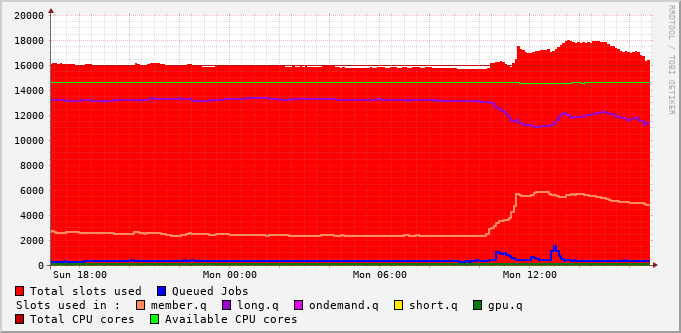 20000
18000
16000
14000
12000
10000
8000
6000
4000
2000
0
Sun 18:00 Mon 00:00 Mon 06:00 Mon 12:00
RRDTOOL / TOBI OETIKER
Total slots used Queued Jobs
Slots used in : member.q long.q ondemand.q short.q gpu.q
Total CPU cores Available CPU cores